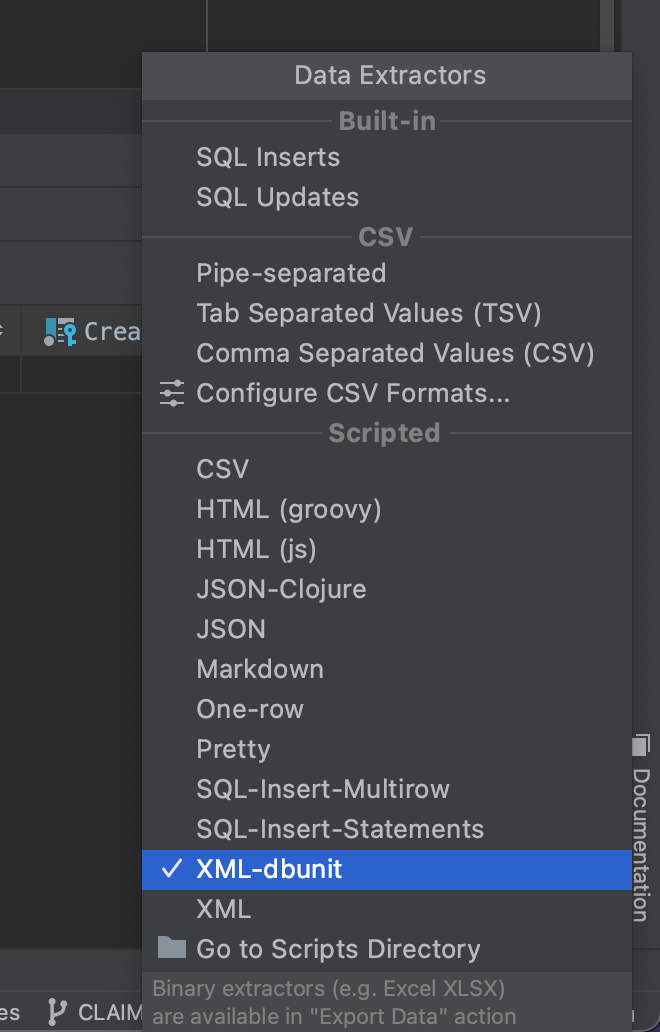 Data Extractors
Built-in
SQL Inserts
SQL Updates
CSV
Pipe-separated
Tab Separated Values (TSV)
Comma Separated Values (CSV)
Configure CSV Formats...
Scripted
CSV
HTML (groovy)
HTML (js)
JSON-Clojure
JSON
Markdown
One-row
Pretty
SQL-Insert-Multirow
SQL-Insert-Statements
XML-dbunit
XML
Go to Scripts Directory
Binary extractors (e.g. Excel XLSX)
are available in "Export Data" action
Crea
Documentation
es CLAIM